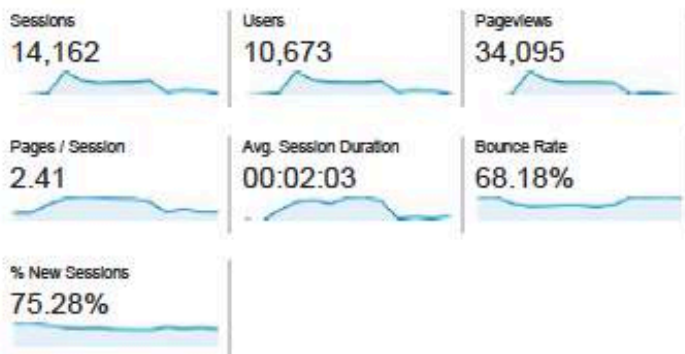 Sessions
14,162
Users
10,673
Pageviews
34,095
Pages / Session
2.41
Avg. Session Duration
00:02:03
Bounce Rate
68.18%
% New Sessions
75.28%